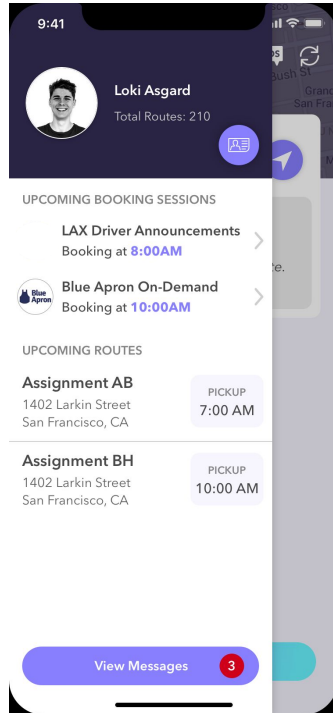 9:41
Loki Asgard
Total Routes: 210
UPCOMING BOOKING SESSIONS
LAX Driver Announcements
Booking at 8:00AM
Blue
Apron
Blue Apron On-Demand
Booking at 10:00AM
UPCOMING ROUTES
Assignment AB
1402 Larkin Street
San Francisco, CA
PICKUP
7:00 AM
Assignment BH
1402 Larkin Street
San Francisco, CA
PICKUP
10:00 AM
View Messages
3
Bush St